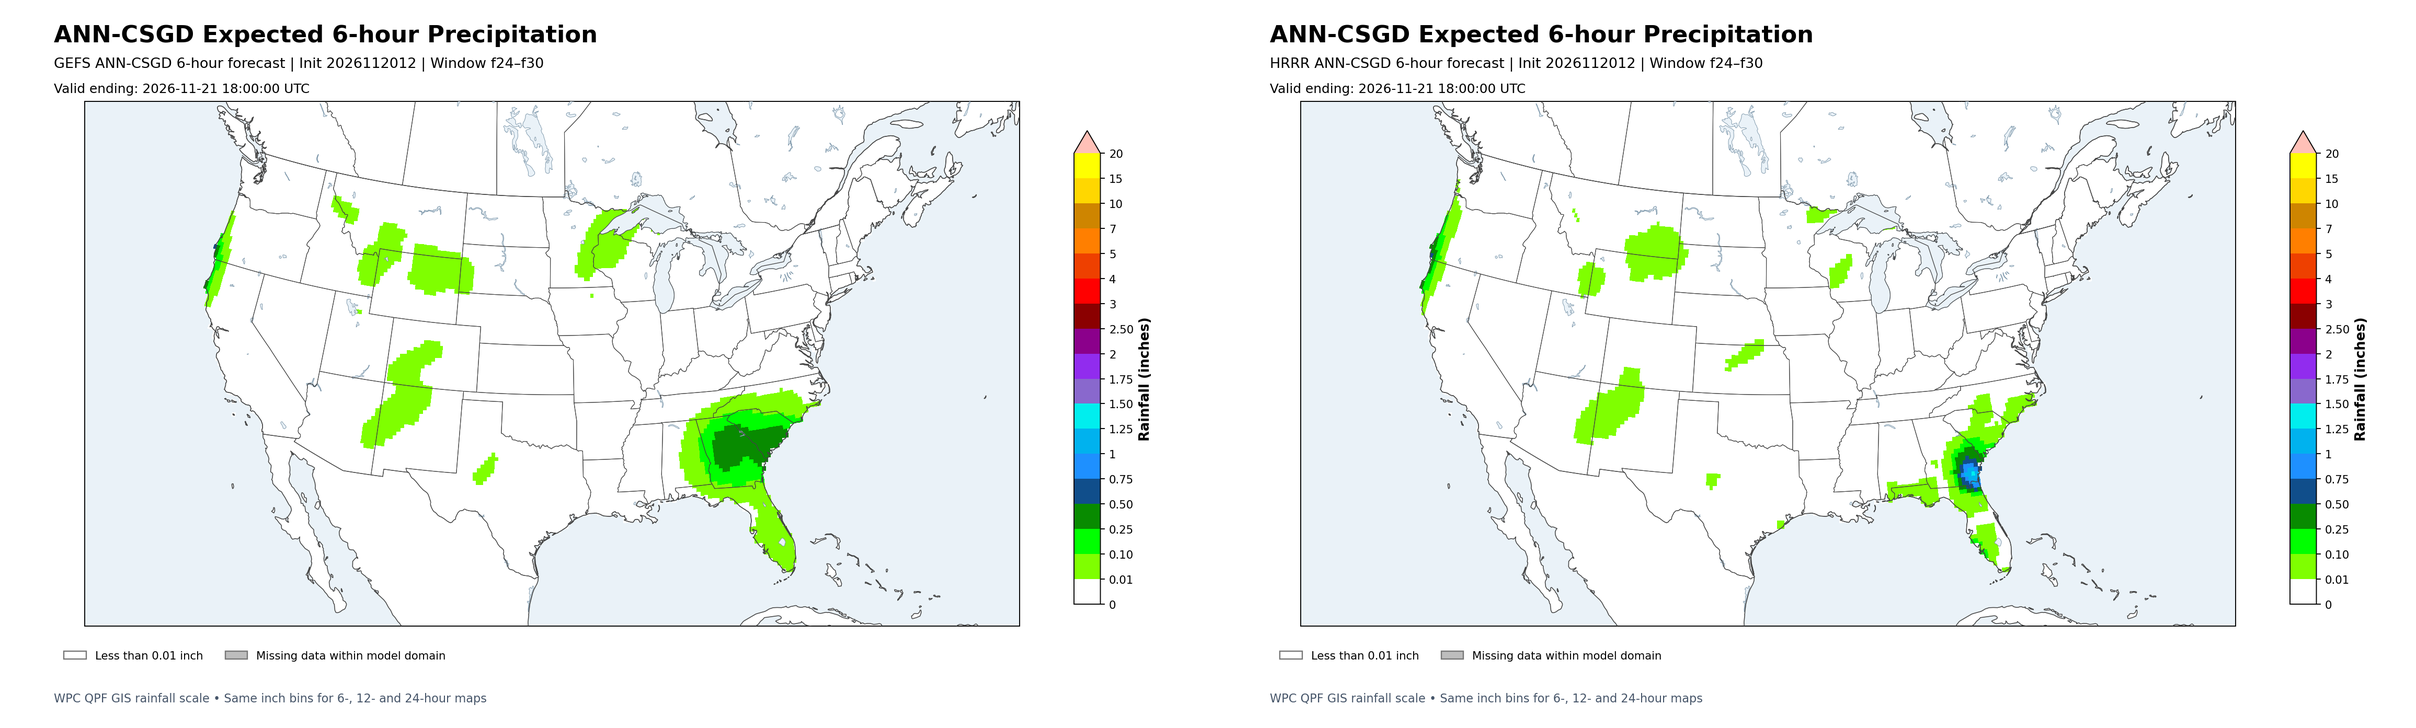 ANN-CSGD Expected 6-hour Precipitation
GEFS ANN-CSGD 6-hour forecast | Init 2026112012 | Window f24–f30
Valid ending: 2026-11-21 18:00:00 UTC
20
15
10
7
5
4
3
2.50
2
1.75
1.50
1.25
1
0.75
0.50
0.25
0.10
0.01
0
Rainfall (inches)
Less than 0.01 inch
Missing data within model domain
WPC QPF GIS rainfall scale • Same inch bins for 6-, 12- and 24-hour maps
ANN-CSGD Expected 6-hour Precipitation
HRRR ANN-CSGD 6-hour forecast | Init 2026112012 | Window f24–f30
Valid ending: 2026-11-21 18:00:00 UTC
20
15
10
7
5
4
3
2.50
2
1.75
1.50
1.25
1
0.75
0.50
0.25
0.10
0.01
0
Rainfall (inches)
Less than 0.01 inch
Missing data within model domain
WPC QPF GIS rainfall scale • Same inch bins for 6-, 12- and 24-hour maps